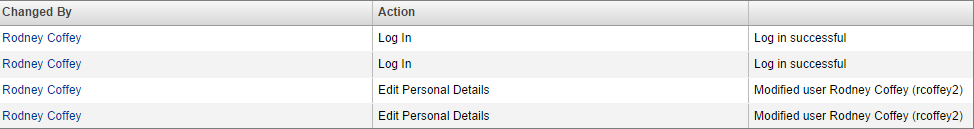 Changed By Action
Rodney Coffey Log In Log in successful
Rodney Coffey Log In Log in successful
Rodney Coffey Edit Personal Details Modified user Rodney Coffey (rcoffey2)
Rodney Coffey Edit Personal Details Modified user Rodney Coffey (rcoffey2)